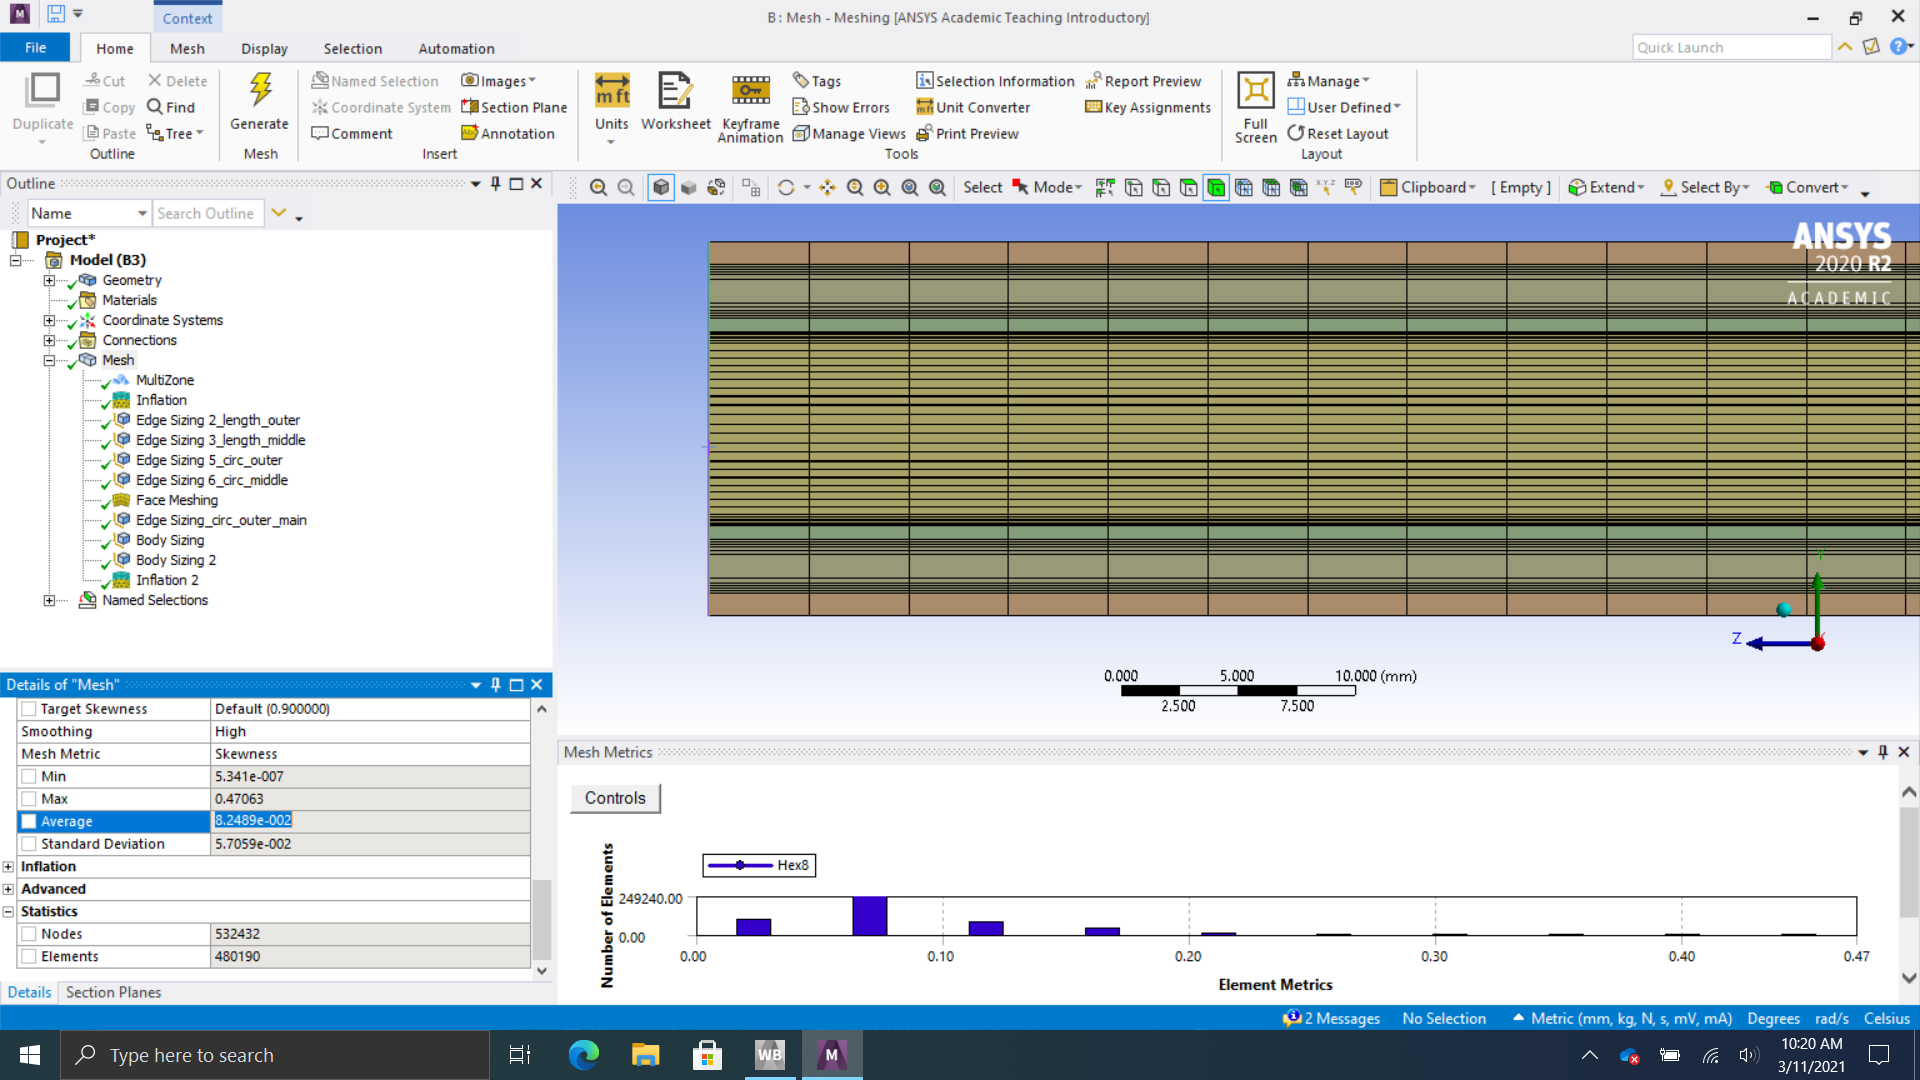 Context
B: Mesh - Meshing [ANSYS Academic Teaching Introductory]
File Home Mesh Display Selection Automation
Quick Launch
Duplicate
Cut
Copy
Paste
Delete
Find
Tree
Outline
Generate
Mesh
Named Selection
Coordinate System
Comment
Images
Section Plane
Annotation
Insert
Units
Worksheet
Keyframe
Animation
Tags
Show Errors
Manage Views
Selection Information
Unit Converter
Print Preview
Report Preview
Key Assignments
Tools
Full
Screen
Manage
User Defined
Reset Layout
Layout
Outline
Name Search Outline
Select Mode Clipboard [ Empty ] Extend Select By Convert
Project*
Model (B3)
Geometry
Materials
Coordinate Systems
Connections
Mesh
MultiZone
Inflation
Edge Sizing 2_length_outer
Edge Sizing 3_length_middle
Edge Sizing 5_circ_outer
Edge Sizing 6_circ_middle
Face Meshing
Edge Sizing_circ_outer_main
Body Sizing
Body Sizing 2
Inflation 2
Named Selections
ANSYS
2020 R2
ACADEMIC
Y
Z
0.000 5.000 10.000 (mm)
2.500 7.500
Details of "Mesh"
Target Skewness Default (0.900000)
Smoothing High
Mesh Metric Skewness
Min 5.341e-007
Max 0.47063
Average 8.2489e-002
Standard Deviation 5.7059e-002
Inflation
Advanced
Statistics
Nodes 532432
Elements 480190
Details Section Planes
Mesh Metrics
Controls
Hex8
Number of Elements
249240.00
0.00
0.00 0.10 0.20 0.30 0.40 0.47
Element Metrics
2 Messages No Selection Metric (mm, kg, N, s, mV, mA) Degrees rad/s Celsius
Type here to search
WB
M
10:20 AM
3/11/2021